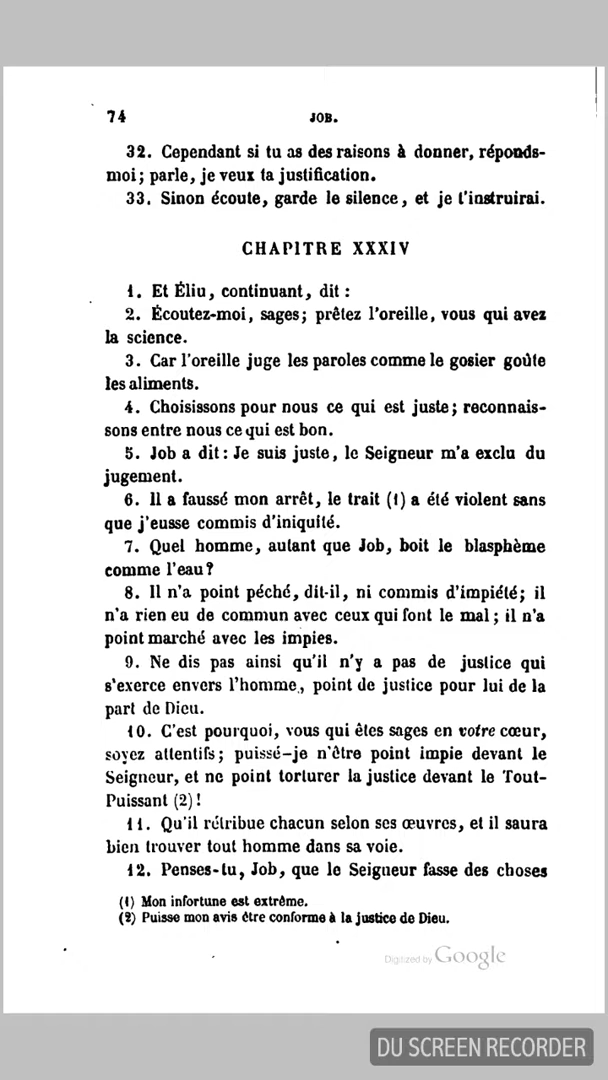 74
JOB.
32. Cependant si tu as des raisons à donner, réponds-
moi; parle, je veux ta justification.
33. Sinon écoute, garde le silence, et je t'instruirai.
CHAPITRE XXXIV
1. Et Éliu, continuant, dit :
2. Écoutez-moi, sages; prêtez l'oreille, vous qui avez
la science.
3. Car l'oreille juge les paroles comme le gosier goûte
les aliments.
4. Choisissons pour nous ce qui est juste; reconnais-
sons entre nous ce qui est bon.
5. Job a dit : Je suis juste, le Seigneur m'a exclu du
jugement.
6. Il a faussé mon arrêt, le trait (1) a été violent sans
que j'eusse commis d'iniquité.
7. Quel homme, autant que Job, boit le blasphème
comme l'eau?
8. Il n'a point péché, dit-il, ni commis d'impiété; il
n'a rien eu de commun avec ceux qui font le mal; il n'a
point marché avec les impies.
9. Ne dis pas ainsi qu'il n'y a pas de justice qui
s'exerce envers l'homme, point de justice pour lui de la
part de Dieu.
10. C'est pourquoi, vous qui êtes sages en votre cœur,
soyez attentifs; puissé-je n'être point impie devant le
Seigneur, et ne point torturer la justice devant le Tout-
Puissant (2)!
11. Qu'il rétribue chacun selon ses œuvres, et il saura
bien trouver tout homme dans sa voie.
12. Penses-tu, Job, que le Seigneur fasse des choses
(1) Mon infortune est extrême.
(2) Puisse mon avis être conforme à la justice de Dieu.
Digitized by Google
DU SCREEN RECORDER